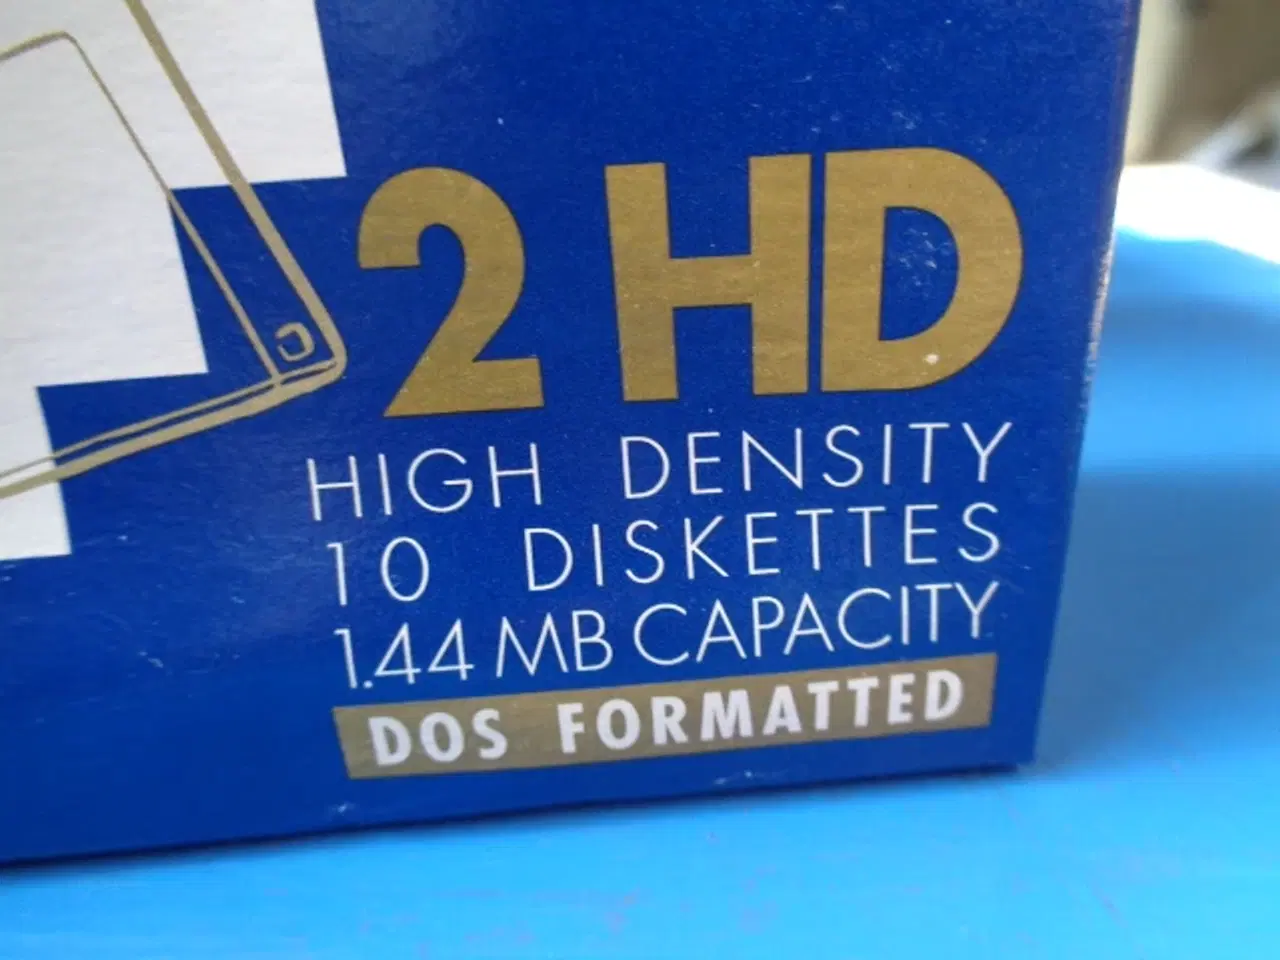 2 HD
HIGH DENSITY
10 DISKETTES
1.44 MB CAPACITY
DOS FORMATTED